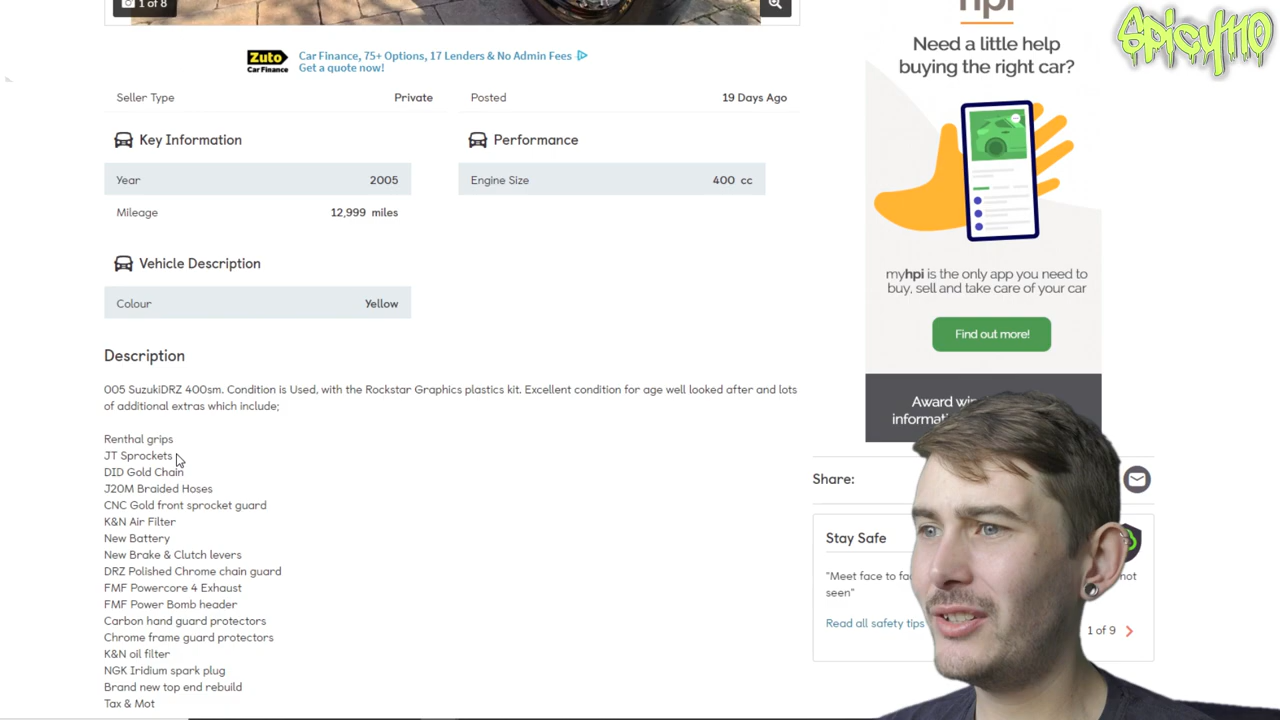 1 of 8
hpi
SPICY110
Need a little help
buying the right car?
Zuto
Car Finance
Car Finance, 75+ Options, 17 Lenders & No Admin Fees
Get a quote now!
Seller Type Private
Posted 19 Days Ago
Key Information
Performance
Year 2005
Engine Size 400 cc
Mileage 12,999 miles
Vehicle Description
Colour Yellow
myhpi is the only app you need to
buy, sell and take care of your car
Find out more!
Description
005 SuzukiDRZ 400sm. Condition is Used, with the Rockstar Graphics plastics kit. Excellent condition for age well looked after and lots
of additional extras which include;
Renthal grips
JT Sprockets
DID Gold Chain
J20M Braided Hoses
CNC Gold front sprocket guard
K&N Air Filter
New Battery
New Brake & Clutch levers
DRZ Polished Chrome chain guard
FMF Powercore 4 Exhaust
FMF Power Bomb header
Carbon hand guard protectors
Chrome frame guard protectors
K&N oil filter
NGK Iridium spark plug
Brand new top end rebuild
Tax & Mot
Award
Share:
Stay Safe
"Meet face to not
seen"
Read all safety tips
1 of 9